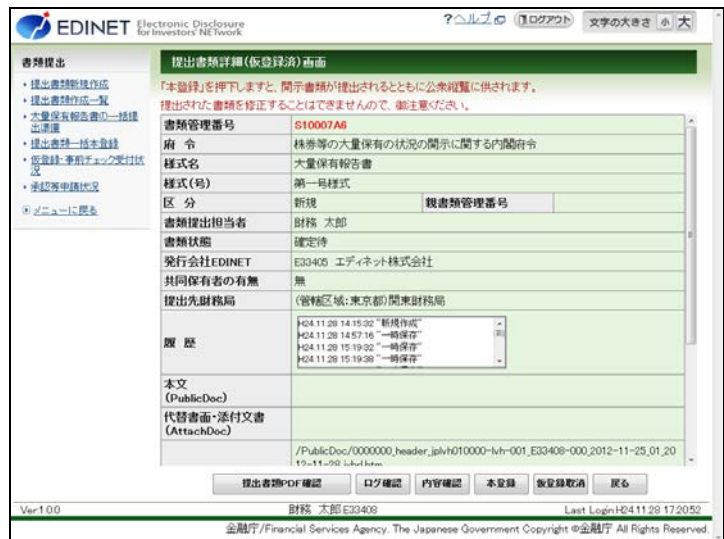 EDINET Electronic Disclosure for Investors' NETwork
?ヘルプ ログアウト 文字の大きさ 小 大
書類提出
提出書類新規作成
提出書類作成一覧
大量保有報告書の一括提
出準備
提出書類一括本登録
仮登録・事前チェック受付状
況
承認等申請状況
メニューに戻る
提出書類詳細(仮登録済)画面
「本登録」を押下しますと、開示書類が提出されるとともに公衆縦覧に供されます。
提出された書類を修正することはできませんので、御注意ください。
書類管理番号 S10007A6
府 令 株券等の大量保有の状況の開示に関する内閣府令
様式名 大量保有報告書
様式(号) 第一号様式
区 分 新規 親書類管理番号
書類提出担当者 財務 太郎
書類状態 確定待
発行会社EDINET E33405 エディネット株式会社
共同保有者の有無 無
提出先財務局 (管轄区域:東京都)関東財務局
履 歴
H24.11.28 14:15:32 "新規作成"
H24.11.28 14:57:16 "一時保存"
H24.11.28 15:19:32 "一時保存"
H24.11.28 15:19:38 "一時保存"
本文
(PublicDoc)
代替書面・添付文書
(AttachDoc)
/PublicDoc/0000000_header_jplvh010000-lvh-001_E33408-000_2012-11-25_01_20
12-11-28_ixbrl.htm
提出書類PDF確認 ログ確認 内容確認 本登録 仮登録取消 戻る
Ver.1.0.0 財務 太郎 E33408 Last Login:H24.11.28 17:20:52
金融庁/Financial Services Agency. The Japanese Government Copyright ©金融庁 All Rights Reserved.